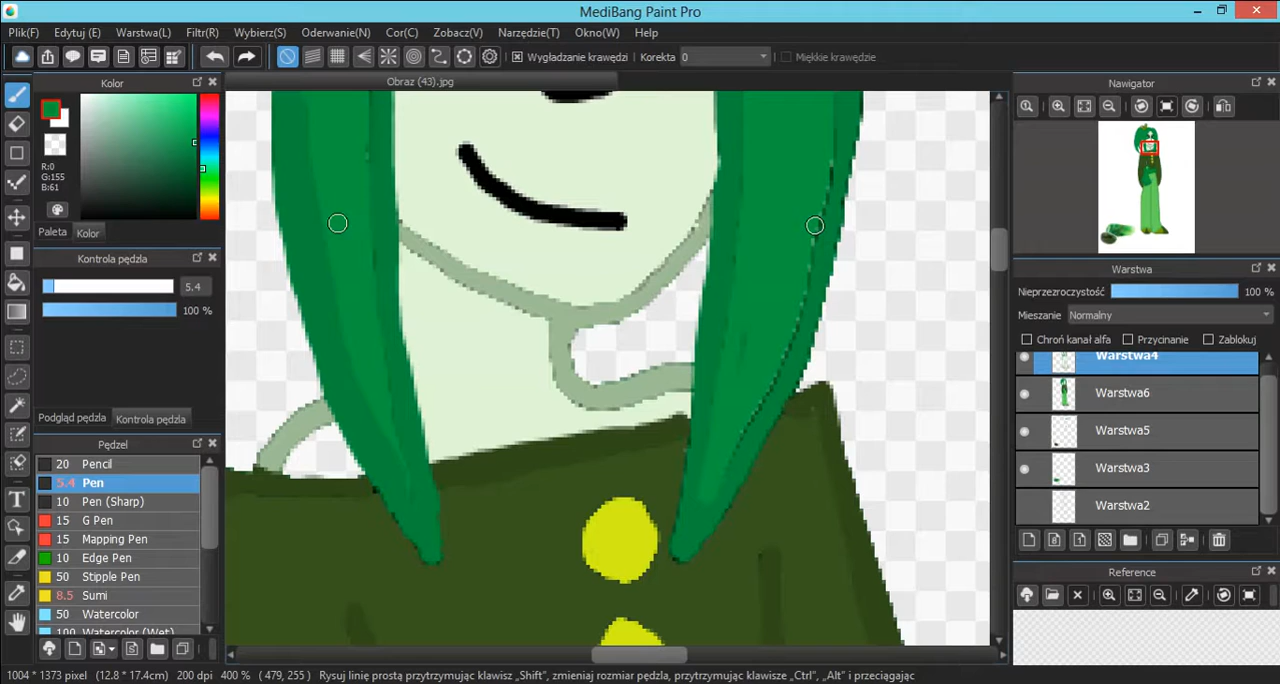 MediBang Paint Pro
Plik(F) Edytuj (E) Warstwa(L) Filtr(R) Wybierz(S) Oderwanie(N) Cor(C) Zobacz(V) Narzędzie(T) Okno(W) Help
Wygładzanie krawędzi Korekta 0 Miękkie krawędzie
Kolor
Obraz (43).jpg
Nawigator
R:0
G:155
B:61
Paleta Kolor
Kontrola pędzla
5.4
100 %
Podgląd pędzla Kontrola pędzla
Pędzel
20 Pencil
5.4 Pen
10 Pen (Sharp)
15 G Pen
15 Mapping Pen
10 Edge Pen
50 Stipple Pen
8.5 Sumi
50 Watercolor
100 Watercolor (Wet)
Warstwa
Nieprzezroczystość 100 %
Mieszanie Normalny
Chroń kanał alfa Przycinanie Zablokuj
Warstwa4
Warstwa6
Warstwa5
Warstwa3
Warstwa2
Reference
1004 * 1373 pixel (12.8 * 17.4cm) 200 dpi 400 % ( 479, 255 ) Rysuj linię prostą przytrzymując klawisz „Shift”, zmieniaj rozmiar pędzla, przytrzymując klawisze „Ctrl”, „Alt” i przeciągając